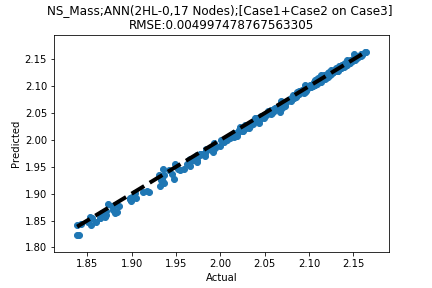 NS_Mass;ANN(2HL-0,17 Nodes);[Case1+Case2 on Case3]
RMSE:0.004997478767563305
2.15
2.10
2.05
2.00
1.95
1.90
1.85
1.80
Predicted
1.85 1.90 1.95 2.00 2.05 2.10 2.15
Actual